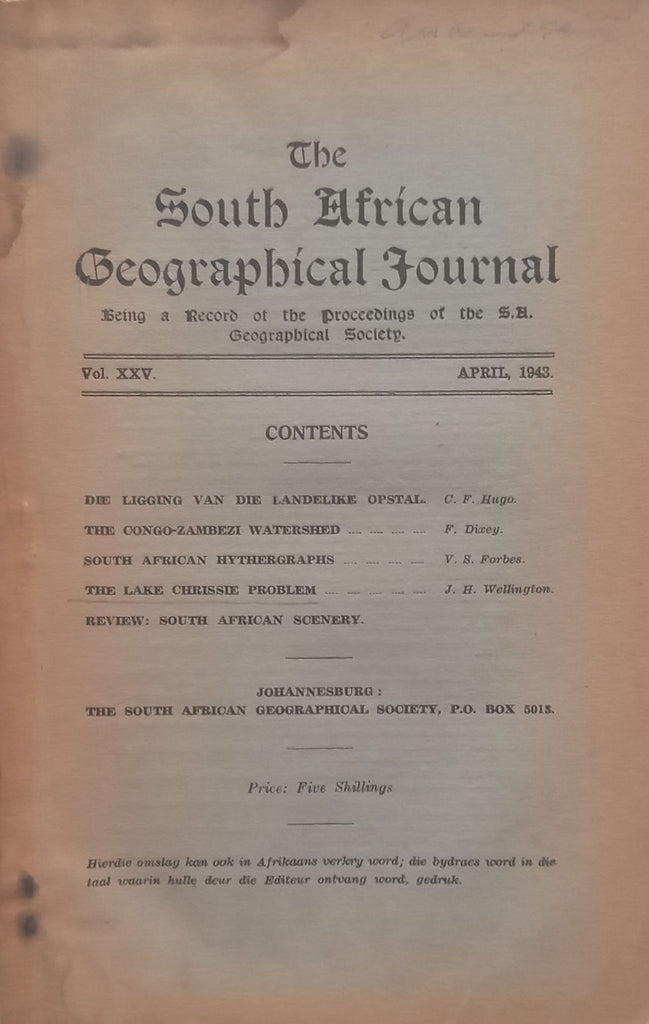 The
South African
Geographical Journal
Being a Record of the Proceedings of the S.A.
Geographical Society.
Vol. XXV. APRIL, 1943.
CONTENTS
DIE LIGGING VAN DIE LANDELIKE OPSTAL. C. F. Hugo.
THE CONGO-ZAMBEZI WATERSHED .... .... .... .... F. Dixey.
SOUTH AFRICAN HYTHERGRAPHS .... .... .... .... V. S. Forbes.
THE LAKE CHRISSIE PROBLEM .... .... .... .... .... J. H. Wellington.
REVIEW: SOUTH AFRICAN SCENERY.
JOHANNESBURG:
THE SOUTH AFRICAN GEOGRAPHICAL SOCIETY, P.O. BOX 5013.
Price: Five Shillings
Hierdie omslag kan ook in Afrikaans verkry word; die bydraes word in die
taal waarin hulle deur die Editeur ontvang word, gedruk.